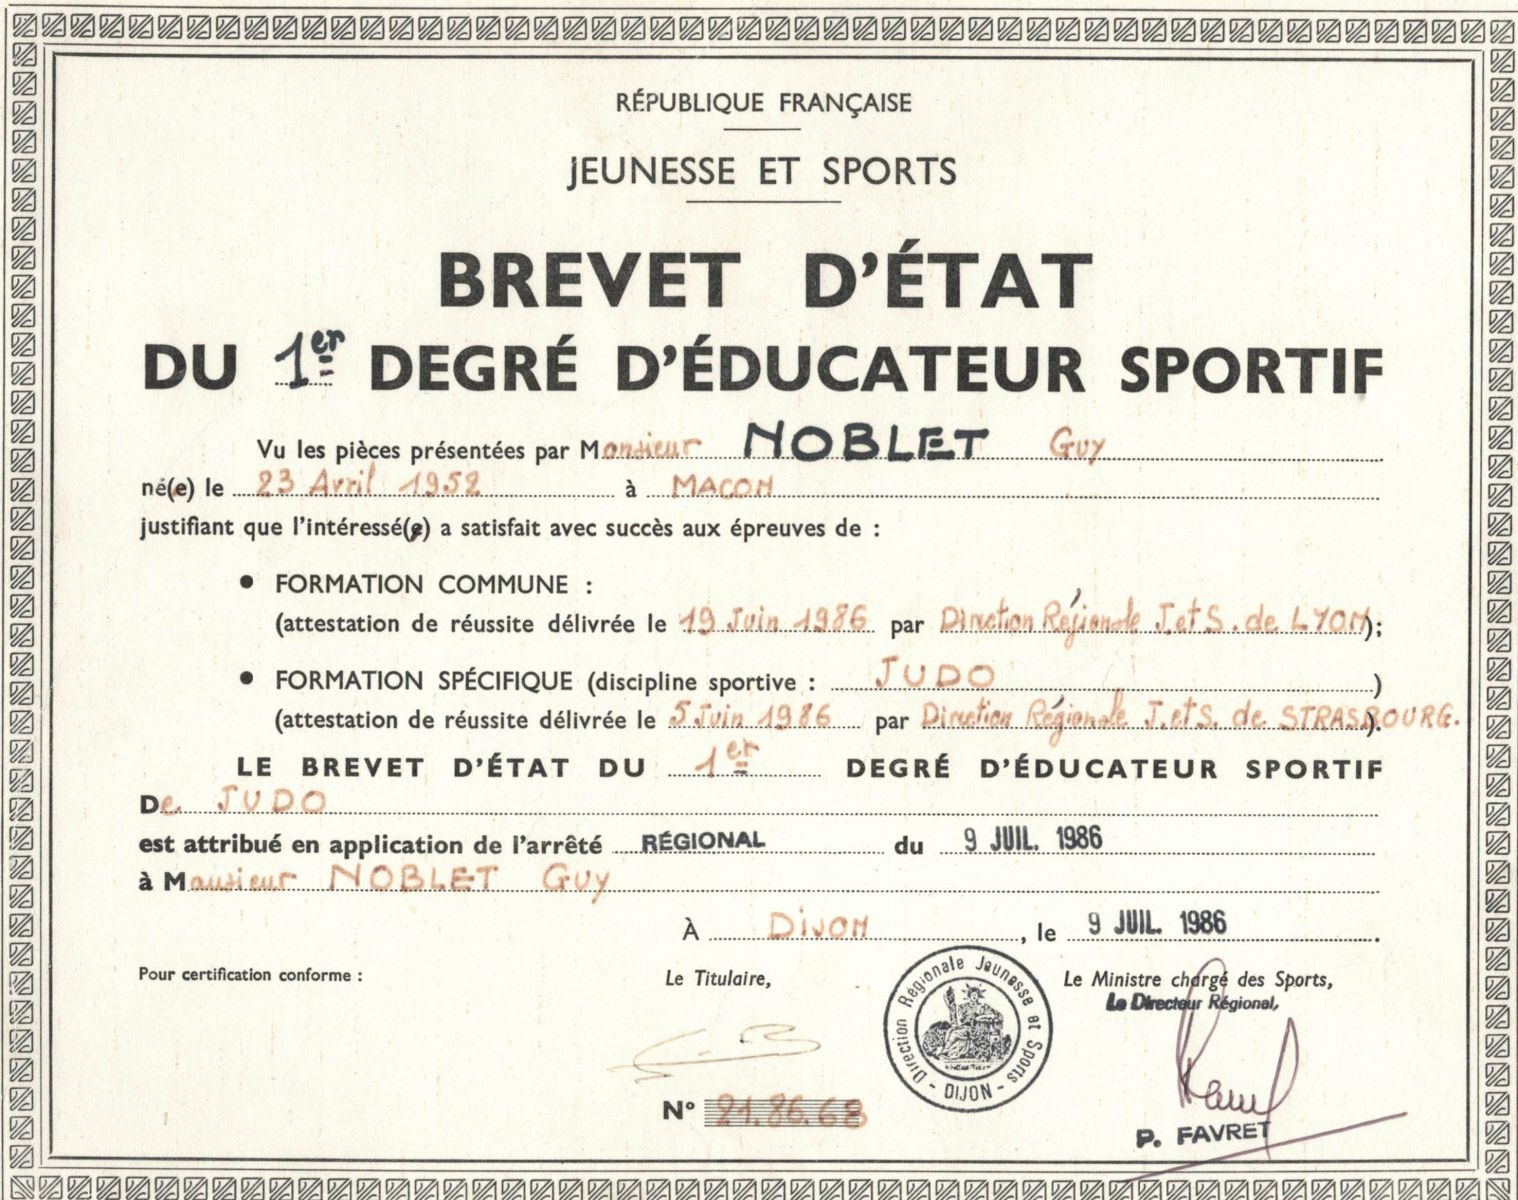 RÉPUBLIQUE FRANÇAISE
JEUNESSE ET SPORTS
BREVET D'ÉTAT
DU 1er DEGRÉ D'ÉDUCATEUR SPORTIF
Vu les pièces présentées par Monsieur NOBLET Guy
né(e) le 23 Avril 1952 à MACON
justifiant que l'intéressé(e) a satisfait avec succès aux épreuves de :
• FORMATION COMMUNE :
(attestation de réussite délivrée le 19 Juin 1986 par Direction Régionale J. et S. de LYON);
• FORMATION SPÉCIFIQUE (discipline sportive : JUDO)
(attestation de réussite délivrée le 5 Juin 1986 par Direction Régionale J. et S. de STRASBOURG.).
LE BREVET D'ÉTAT DU 1er DEGRÉ D'ÉDUCATEUR SPORTIF
De JUDO
est attribué en application de l'arrêté RÉGIONAL du 9 JUIL. 1986
à Monsieur NOBLET Guy
À DIJON, le 9 JUIL. 1986.
Pour certification conforme :
Le Titulaire,
Le Ministre chargé des Sports,
Le Directeur Régional,
Direction Régionale Jeunesse et Sports
- DIJON -
N° 21.86.68
P. FAVRET